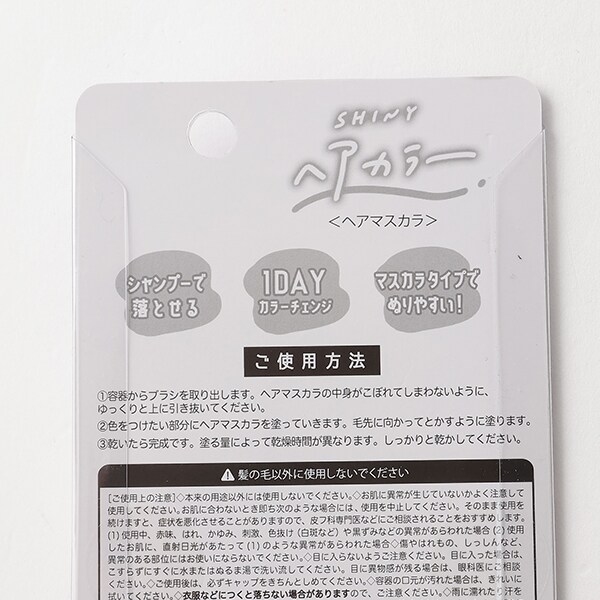 SHINY
ヘアカラー
<ヘアマスカラ>
シャンプーで
落とせる
1DAY
カラーチェンジ
マスカラタイプで
ぬりやすい!
ご使用方法
①容器からブラシを取り出します。ヘアマスカラの中身がこぼれてしまわないように、
ゆっくりと上に引き抜いてください。
②色をつけたい部分にヘアマスカラを塗っていきます。毛先に向かってとかすように塗ります。
③乾いたら完成です。塗る量によって乾燥時間が異なります。しっかりと乾かしてください。
髪の毛以外に使用しないでください
[ご使用上の注意]◇本来の用途以外には使用しないでください。◇お肌に異常が生じていないかよく注意して
使用してください。お肌に合わないとき即ち次のような場合には、使用を中止してください。そのまま使用を
続けますと、症状を悪化させることがありますので、皮フ科専門医などにご相談されることをおすすめします。
(1)使用中、赤味、はれ、かゆみ、刺激、色抜け(白斑など)や黒ずみなどの異常があらわれた場合(2)使用
したお肌に、直射日光があたって(1)のような異常があらわれた場合◇傷やはれもの、しっしんなど、
異常のある部位にはお使いにならないでください。◇目に入らないようご注意ください。目に入った場合は、
こすらずにすぐに水またはぬるま湯で洗い流してください。目に異物感が残る場合は、眼科医にご相談
ください。◇ご使用後は、必ずキャップをきちんとしめてください。◇容器の口元が汚れた場合は、きれいに
拭いてください。◇衣服などにつくと落ちない場合がありますので、ご注意ください。◇雨に濡れたり汗を